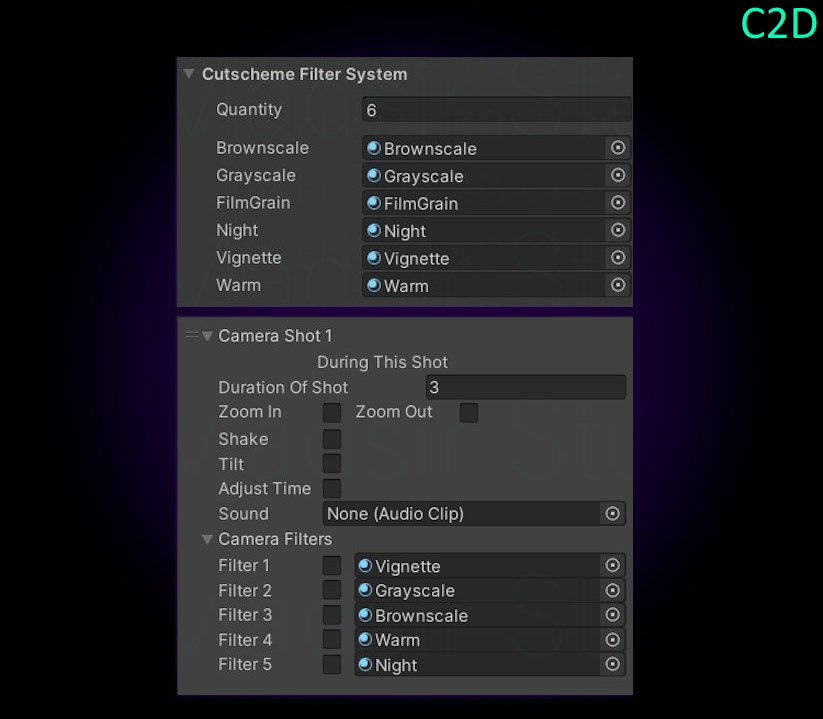 C2D
Cutscheme Filter System
Quantity 6
Brownscale Brownscale
Grayscale Grayscale
FilmGrain FilmGrain
Night Night
Vignette Vignette
Warm Warm
Camera Shot 1
During This Shot
Duration Of Shot 3
Zoom In Zoom Out
Shake
Tilt
Adjust Time
Sound None (Audio Clip)
Camera Filters
Filter 1 Vignette
Filter 2 Grayscale
Filter 3 Brownscale
Filter 4 Warm
Filter 5 Night